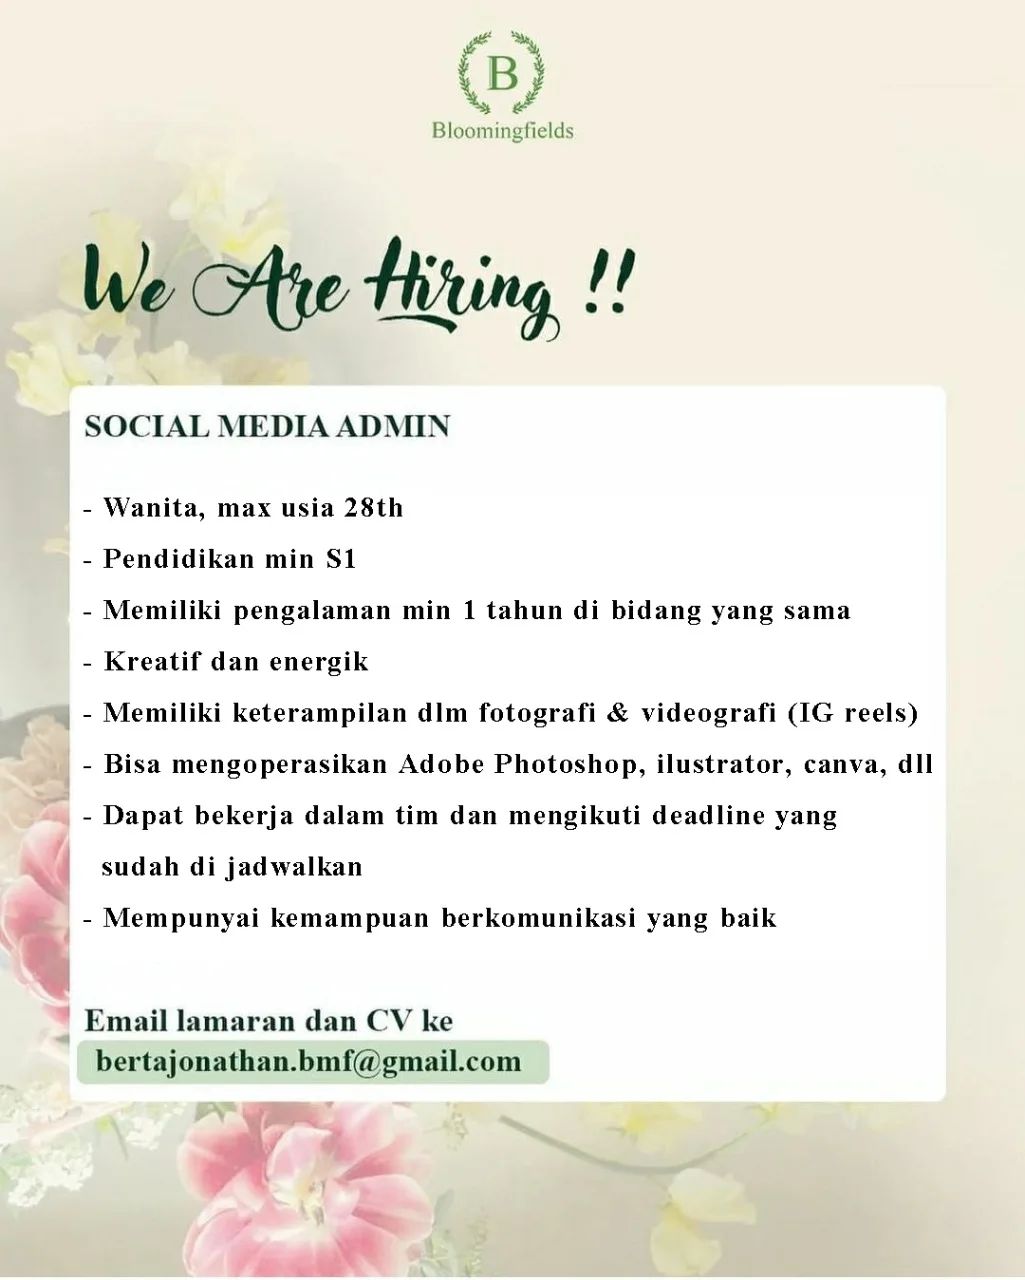 B
Bloomingfields
We Are Hiring !!
SOCIAL MEDIA ADMIN
- Wanita, max usia 28th
- Pendidikan min S1
- Memiliki pengalaman min 1 tahun di bidang yang sama
- Kreatif dan energik
- Memiliki keterampilan dlm fotografi & videografi (IG reels)
- Bisa mengoperasikan Adobe Photoshop, ilustrator, canva, dll
- Dapat bekerja dalam tim dan mengikuti deadline yang
sudah di jadwalkan
- Mempunyai kemampuan berkomunikasi yang baik
Email lamaran dan CV ke
bertajonathan.bmf@gmail.com